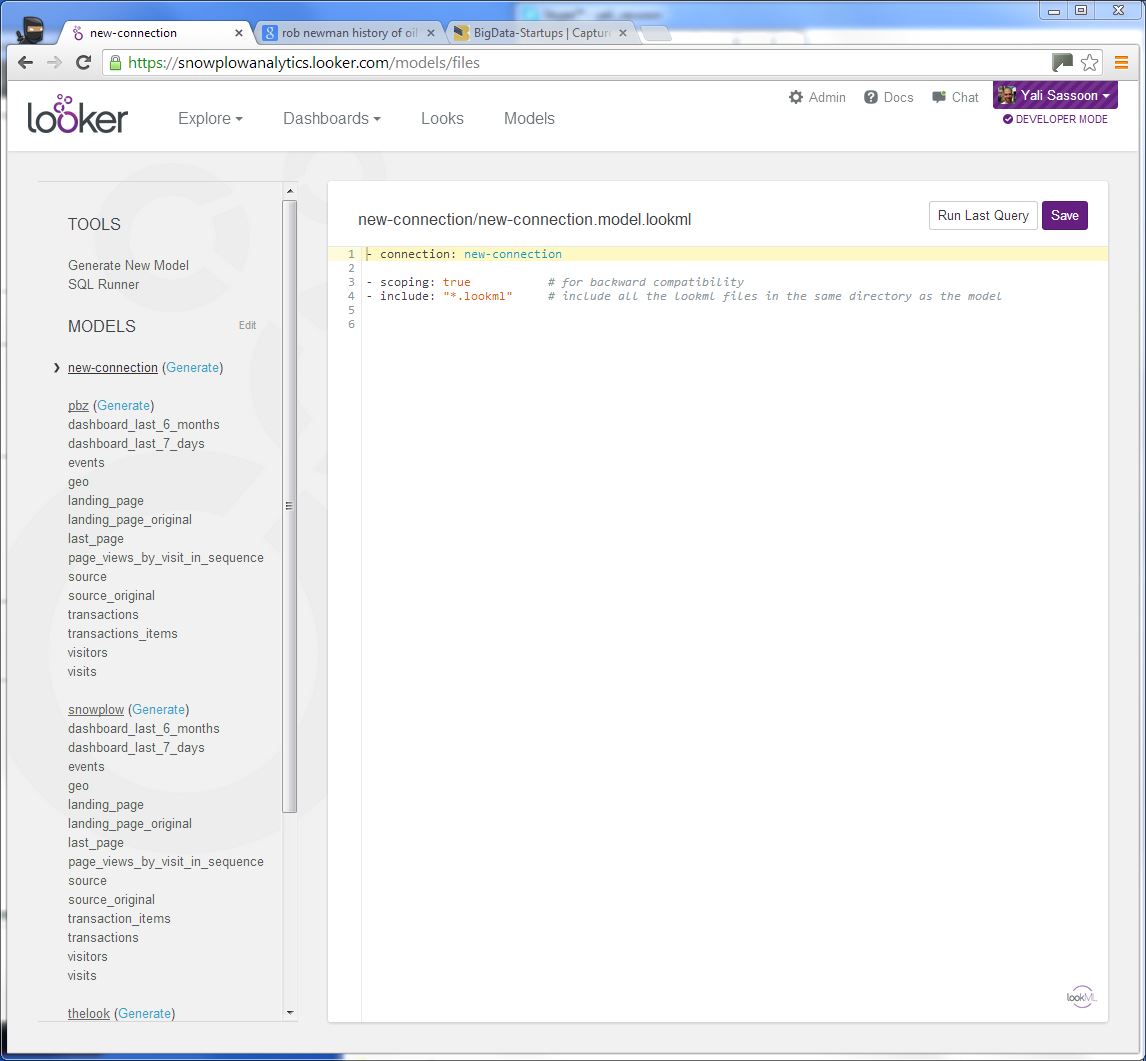 new-connection
rob newman history of oil
BigData-Startups | Captur
https://snowplowanalytics.looker.com/models/files
looker
Explore
Dashboards
Looks
Models
Admin
Docs
Chat
Yali Sassoon
DEVELOPER MODE
TOOLS
Generate New Model
SQL Runner
MODELS
Edit
new-connection (Generate)
pbz (Generate)
dashboard_last_6_months
dashboard_last_7_days
events
geo
landing_page
landing_page_original
last_page
page_views_by_visit_in_sequence
source
source_original
transactions
transactions_items
visitors
visits
snowplow (Generate)
dashboard_last_6_months
dashboard_last_7_days
events
geo
landing_page
landing_page_original
last_page
page_views_by_visit_in_sequence
source
source_original
transaction_items
transactions
visitors
visits
thelook (Generate)
new-connection/new-connection.model.lookml
Run Last Query
Save
1 - connection: new-connection
2
3 - scoping: true # for backward compatibility
4 - include: "*.lookml" # include all the lookml files in the same directory as the model
5
6
lookML